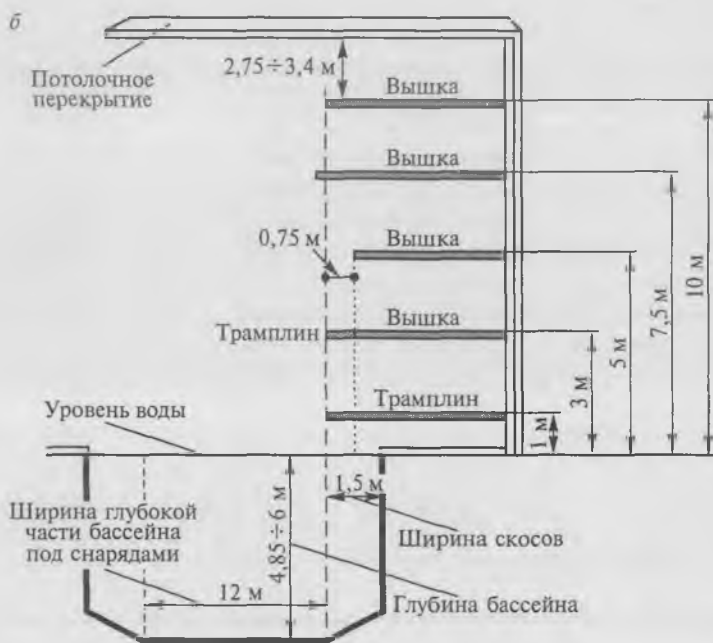 б
Потолочное
перекрытие
2,75÷3,4 м
Вышка
Вышка
0,75 м
Вышка
Трамплин
Вышка
Трамплин
Уровень воды
1 м
3 м
5 м
7,5 м
10 м
1,5 м
Ширина глубокой
части бассейна
под снарядами
4,85÷6 м
Ширина скосов
12 м
Глубина бассейна